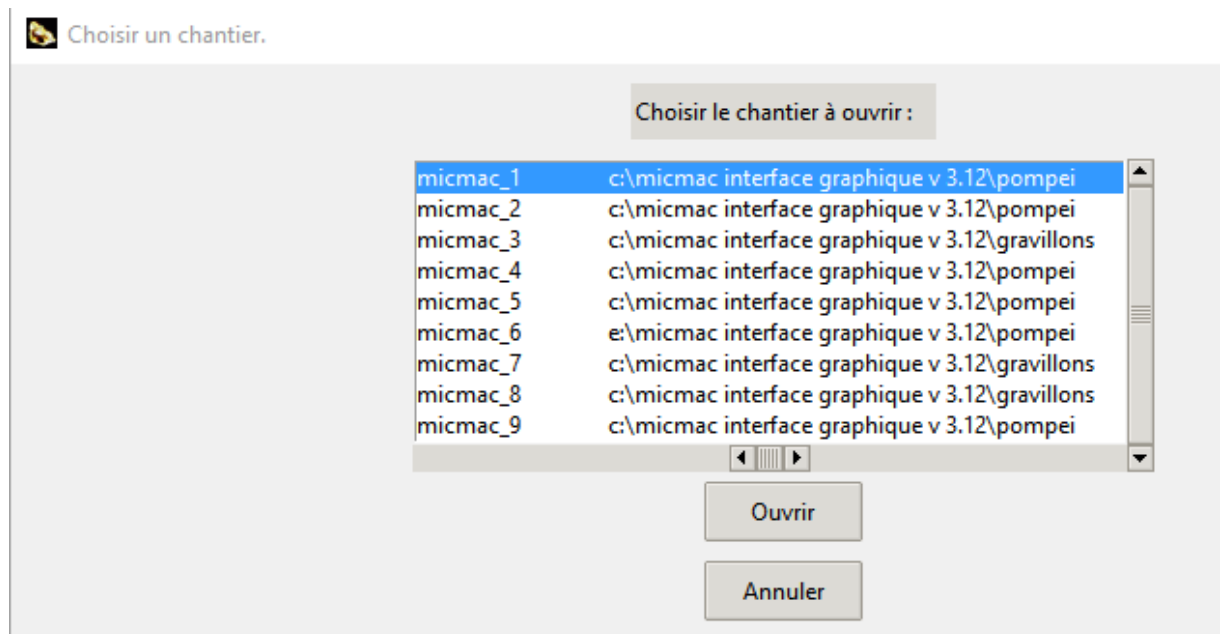 Choisir un chantier.
Choisir le chantier à ouvrir :
micmac_1 c:\micmac interface graphique v 3.12\pompei
micmac_2 c:\micmac interface graphique v 3.12\pompei
micmac_3 c:\micmac interface graphique v 3.12\gravillons
micmac_4 c:\micmac interface graphique v 3.12\pompei
micmac_5 c:\micmac interface graphique v 3.12\pompei
micmac_6 e:\micmac interface graphique v 3.12\pompei
micmac_7 c:\micmac interface graphique v 3.12\gravillons
micmac_8 c:\micmac interface graphique v 3.12\gravillons
micmac_9 c:\micmac interface graphique v 3.12\pompei
Ouvrir
Annuler